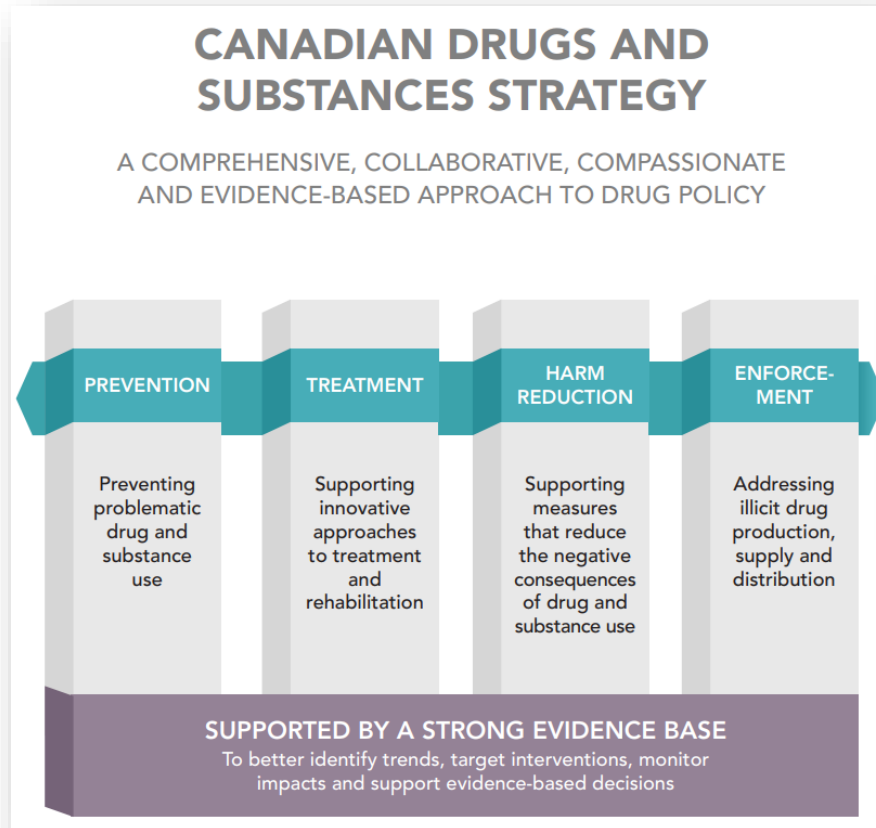 CANADIAN DRUGS AND
SUBSTANCES STRATEGY
A COMPREHENSIVE, COLLABORATIVE, COMPASSIONATE
AND EVIDENCE-BASED APPROACH TO DRUG POLICY
PREVENTION
Preventing
problematic
drug and
substance
use
TREATMENT
Supporting
innovative
approaches
to treatment
and
rehabilitation
HARM
REDUCTION
Supporting
measures
that reduce
the negative
consequences
of drug and
substance use
ENFORCE-
MENT
Addressing
illicit drug
production,
supply and
distribution
SUPPORTED BY A STRONG EVIDENCE BASE
To better identify trends, target interventions, monitor
impacts and support evidence-based decisions